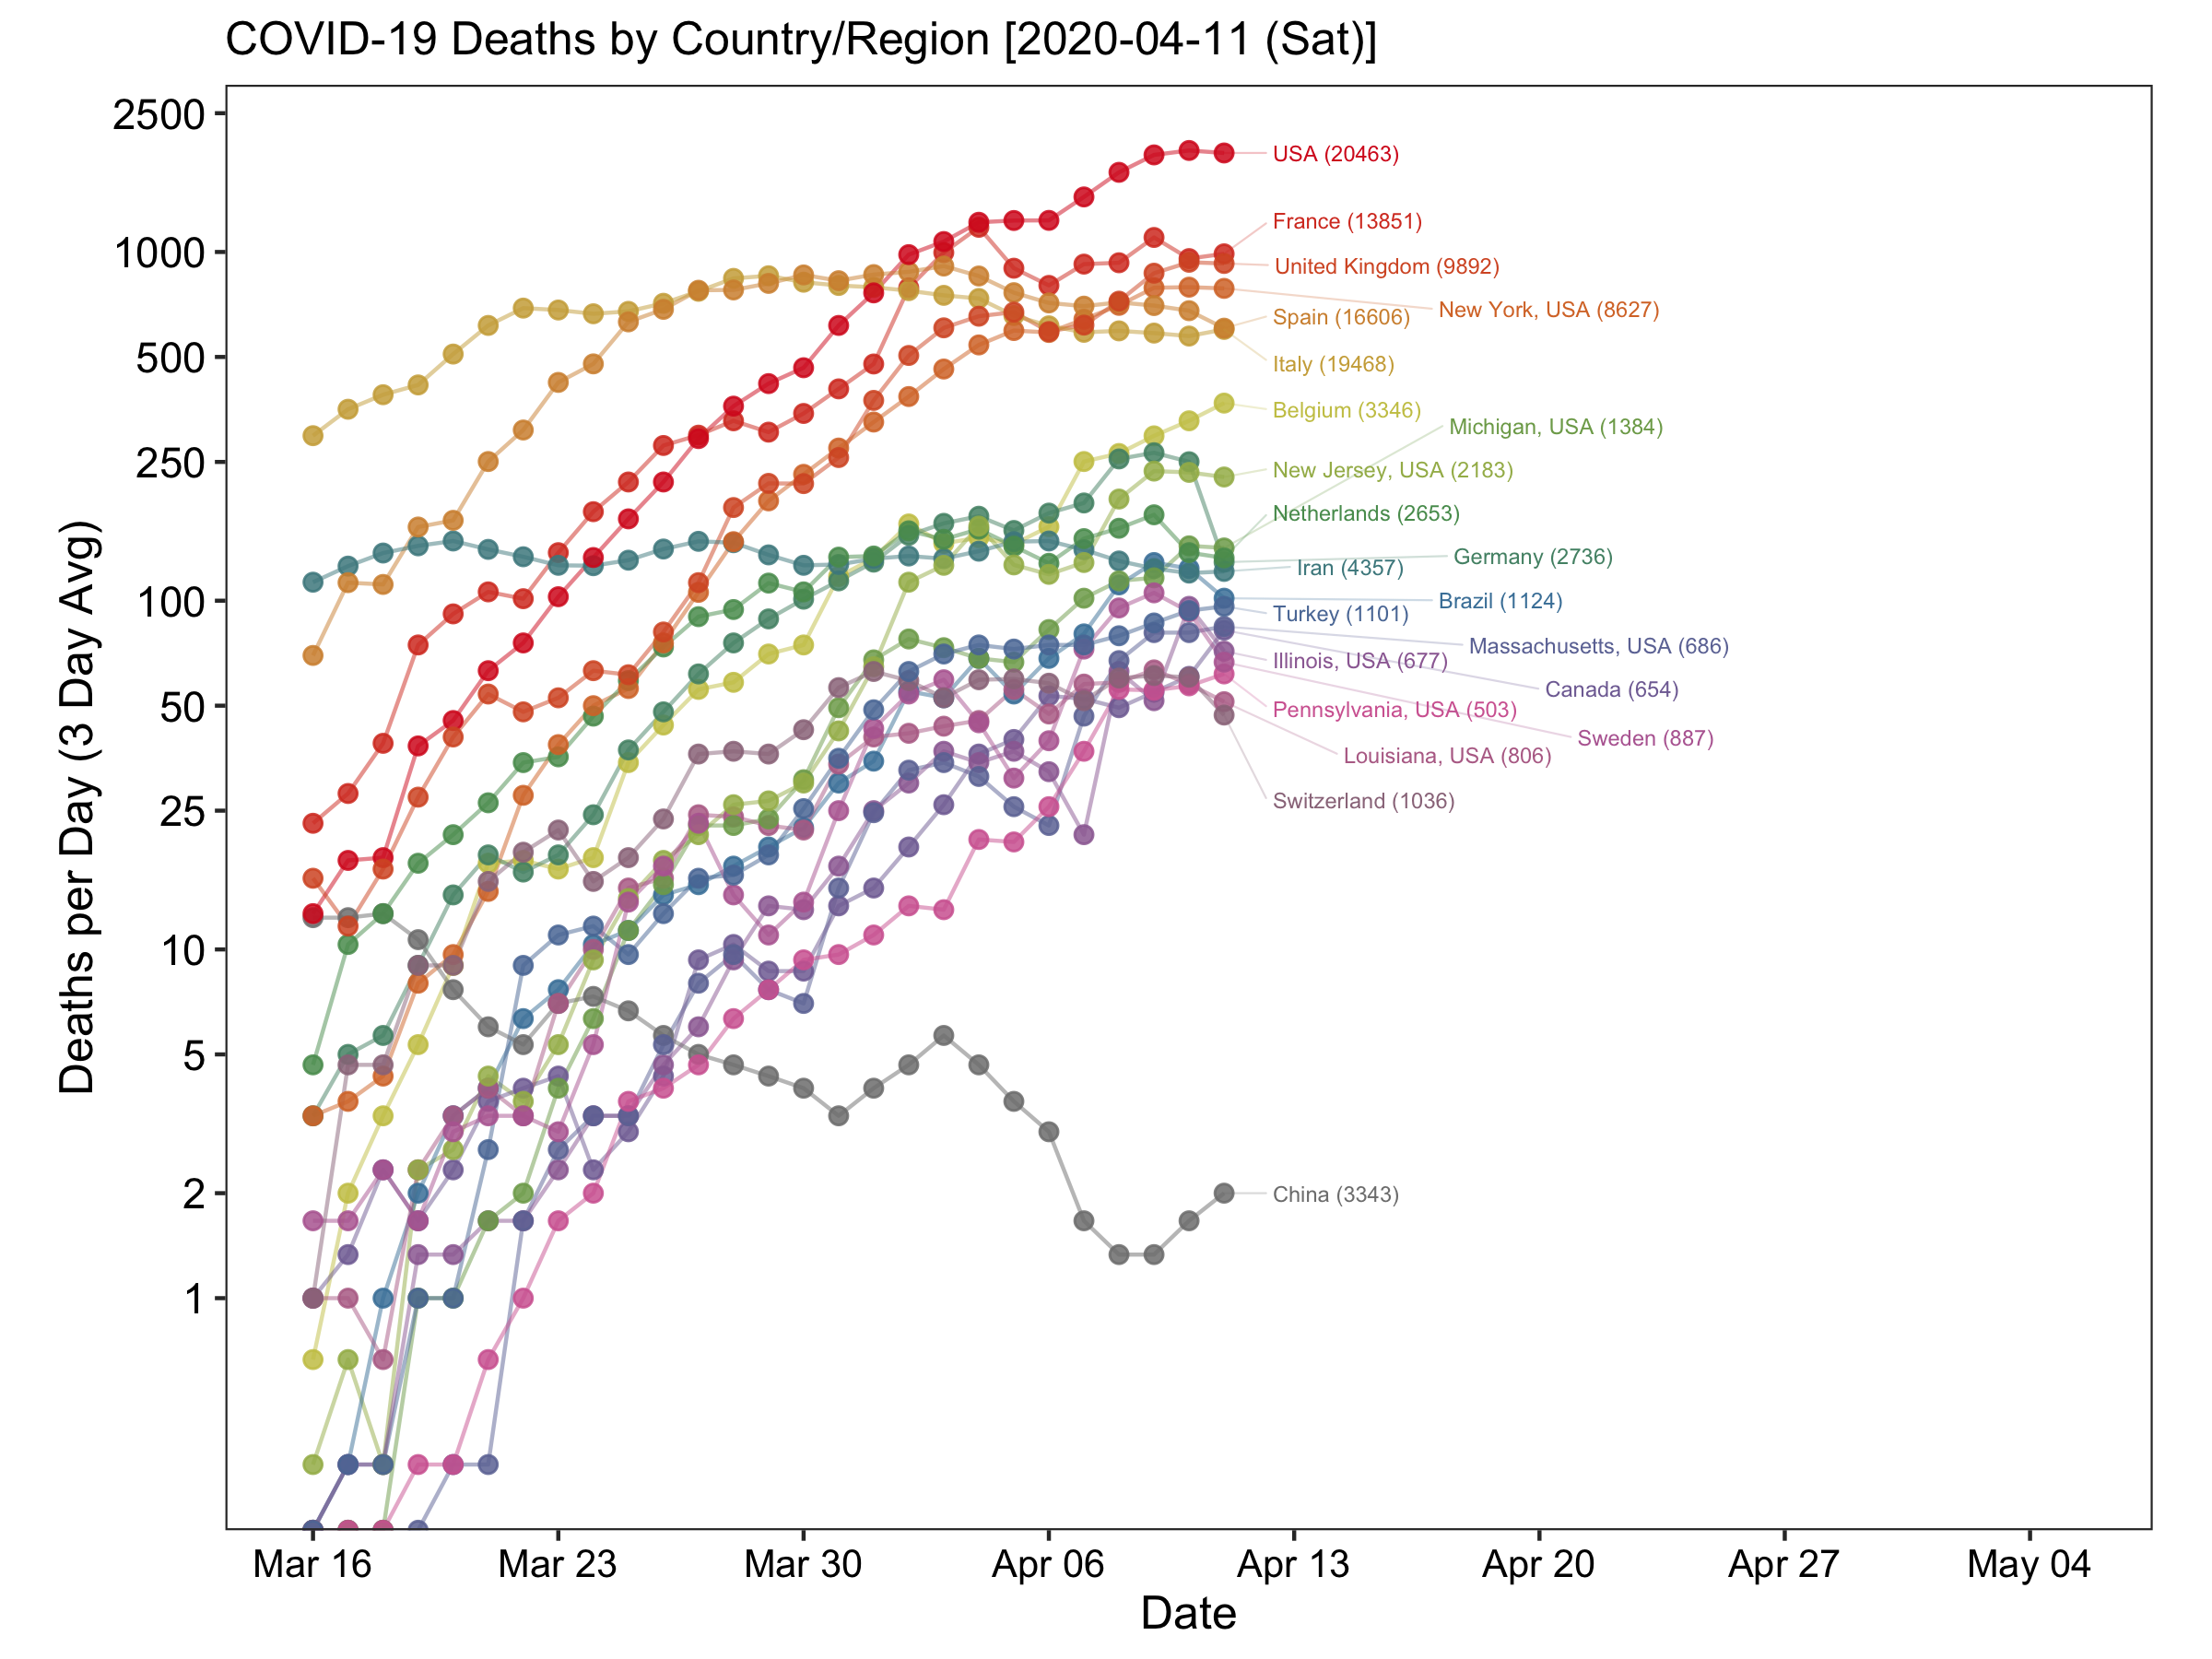 COVID-19 Deaths by Country/Region [2020-04-11 (Sat)]
Deaths per Day (3 Day Avg)
2500
1000
500
250
100
50
25
10
5
2
1
USA (20463)
France (13851)
United Kingdom (9892)
New York, USA (8627)
Spain (16606)
Italy (19468)
Belgium (3346)
Michigan, USA (1384)
New Jersey, USA (2183)
Netherlands (2653)
Germany (2736)
Iran (4357)
Brazil (1124)
Turkey (1101)
Massachusetts, USA (686)
Illinois, USA (677)
Canada (654)
Pennsylvania, USA (503)
Sweden (887)
Louisiana, USA (806)
Switzerland (1036)
China (3343)
Mar 16 Mar 23 Mar 30 Apr 06 Apr 13 Apr 20 Apr 27 May 04
Date